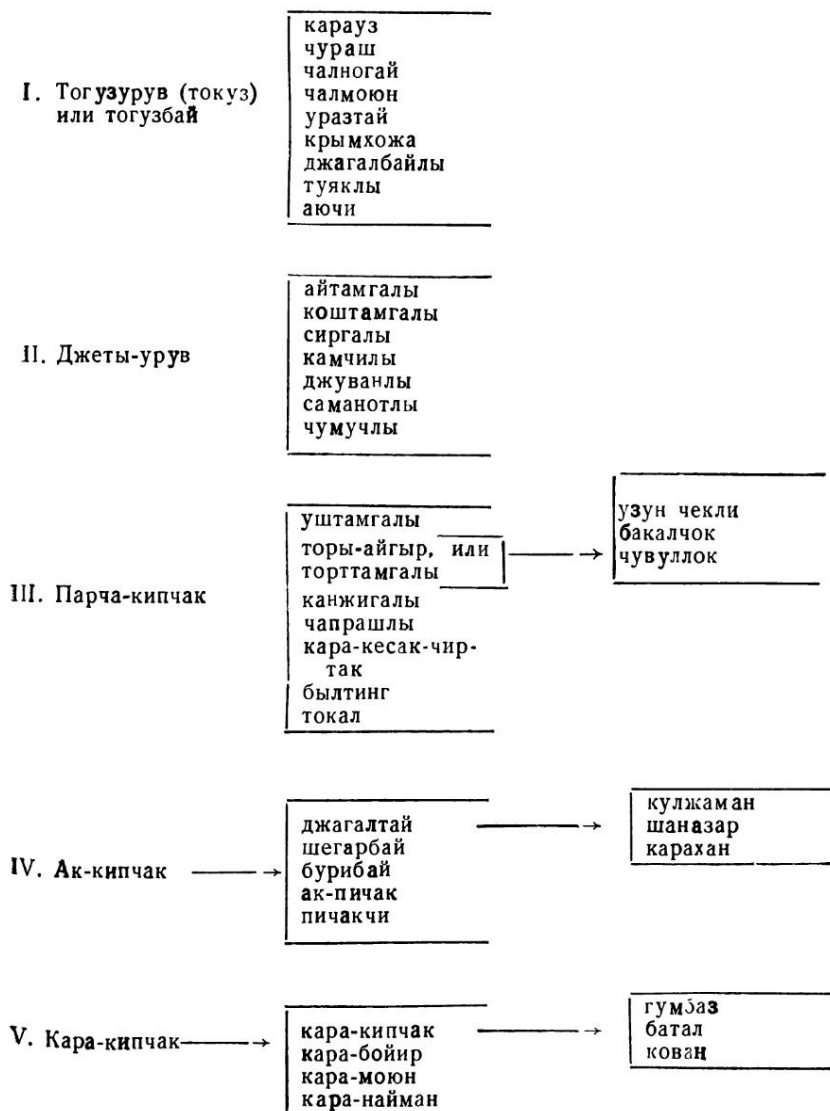 I. Тогузурув (токуз)
или тогузбай
карауз
чураш
чалногай
чалмоюн
уразтай
крымхожа
джагалбайлы
туяклы
аючи
II. Джеты-урув
айтамгалы
коштамгалы
сиргалы
камчилы
джуванлы
саманотлы
чумучлы
III. Парча-кипчак
уштамгалы
торы-айгыр, или
торттамгалы
канжигалы
чапрашлы
кара-кесак-чир-
так
былтинг
токал
узун чекли
бакалчок
чувуллок
IV. Ак-кипчак
джагалтай
шегарбай
бурибай
ак-пичак
пичакчи
кулжаман
шаназар
карахан
V. Кара-кипчак
кара-кипчак
кара-бойир
кара-моюн
кара-найман
гумбаз
батал
кован